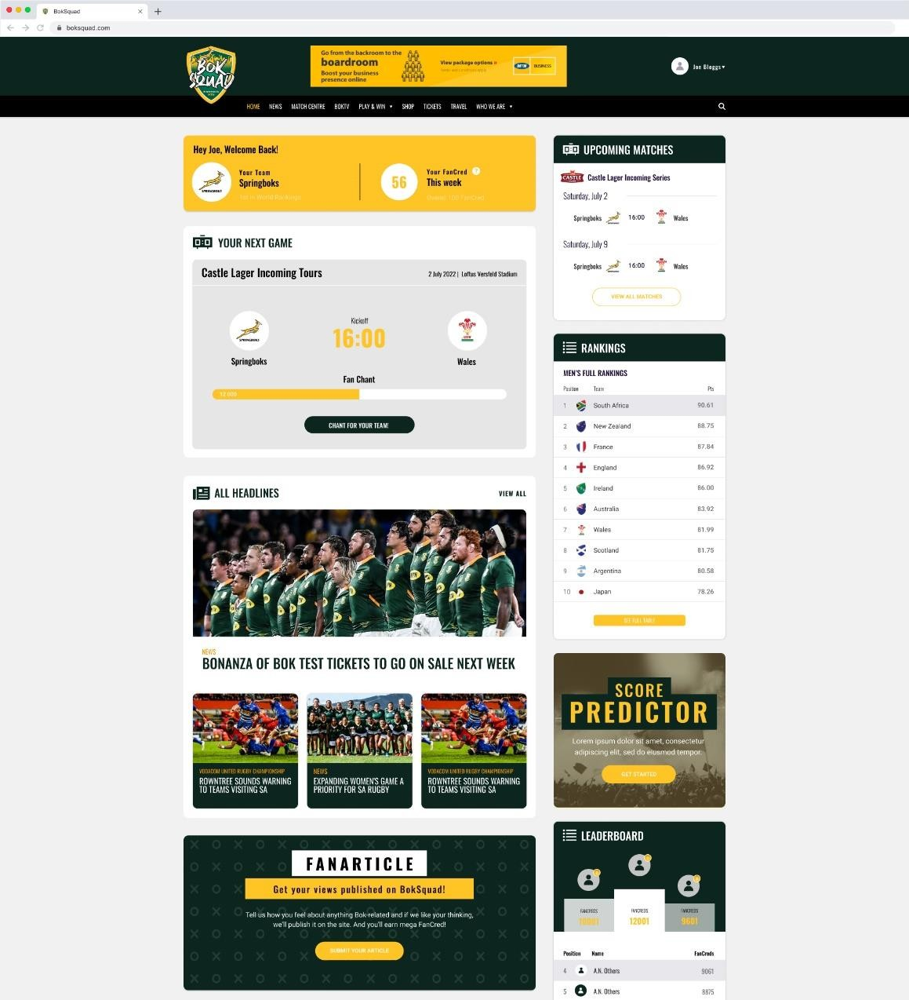 BokSquad
boksquad.com
BOK
SQUAD
Go from the backroom to the
boardroom
Boost your business
presence online
View package options »
Terms and conditions apply
MTN
BUSINESS
Joe Bloggs
HOME NEWS MATCH CENTRE BOKTV PLAY & WIN SHOP TICKETS TRAVEL WHO WE ARE
Hey Joe, Welcome Back!
SPRINGBOKS
Your Team
Springboks
1st in World Rankings
56
Your FanCred ?
This week
Overall 100 FanCred
YOUR NEXT GAME
Castle Lager Incoming Tours
2 July 2022 | Loftus Versfeld Stadium
SPRINGBOKS
Springboks
Kickoff
16:00
Wales
Fan Chant
12 000
CHANT FOR YOUR TEAM!
ALL HEADLINES
VIEW ALL
NEWS
BONANZA OF BOK TEST TICKETS TO GO ON SALE NEXT WEEK
VODACOM UNITED RUGBY CHAMPIONSHIP
ROWNTREE SOUNDS WARNING
TO TEAMS VISITING SA
NEWS
EXPANDING WOMEN'S GAME A
PRIORITY FOR SA RUGBY
VODACOM UNITED RUGBY CHAMPIONSHIP
ROWNTREE SOUNDS WARNING
TO TEAMS VISITING SA
FANARTICLE
Get your views published on BokSquad!
Tell us how you feel about anything Bok-related and if we like your thinking,
we'll publish it on the site. And you'll earn mega FanCred!
SUBMIT YOUR ARTICLE
UPCOMING MATCHES
CASTLE
Castle Lager Incoming Series
Saturday, July 2
Springboks 16:00 Wales
Saturday, July 9
Springboks 16:00 Wales
VIEW ALL MATCHES
RANKINGS
MEN'S FULL RANKINGS
Position Team Pts
1 South Africa 90.61
2 New Zealand 88.75
3 France 87.84
4 England 86.92
5 Ireland 86.00
6 Australia 83.92
7 Wales 81.99
8 Scotland 81.75
9 Argentina 80.58
10 Japan 78.26
SEE FULL TABLE
SCORE
PREDICTOR
Lorem ipsum dolor sit amet, consectetur
adipiscing elit, sed do eiusmod tempor.
GET STARTED
LEADERBOARD
FANCREDS
10001
FANCREDS
12001
FANCREDS
9601
Position Name FanCreds
4 A.N. Others 9061
5 A.N. Others 8875